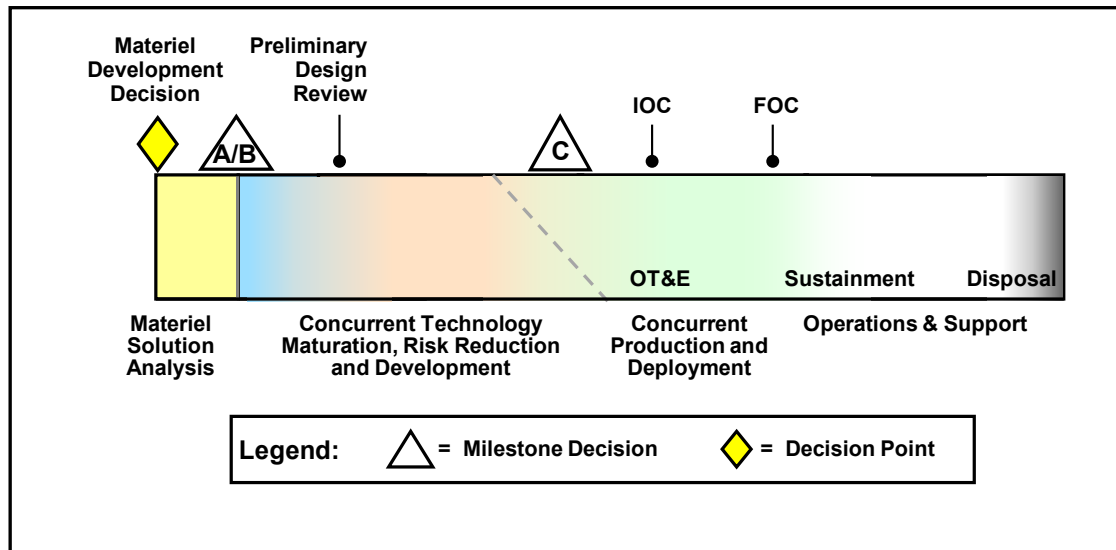 Materiel
Development
Decision
Preliminary
Design
Review
A/B
C
IOC
FOC
OT&E
Sustainment
Disposal
Materiel
Solution
Analysis
Concurrent Technology
Maturation, Risk Reduction
and Development
Concurrent
Production and
Deployment
Operations & Support
Legend:
= Milestone Decision
= Decision Point